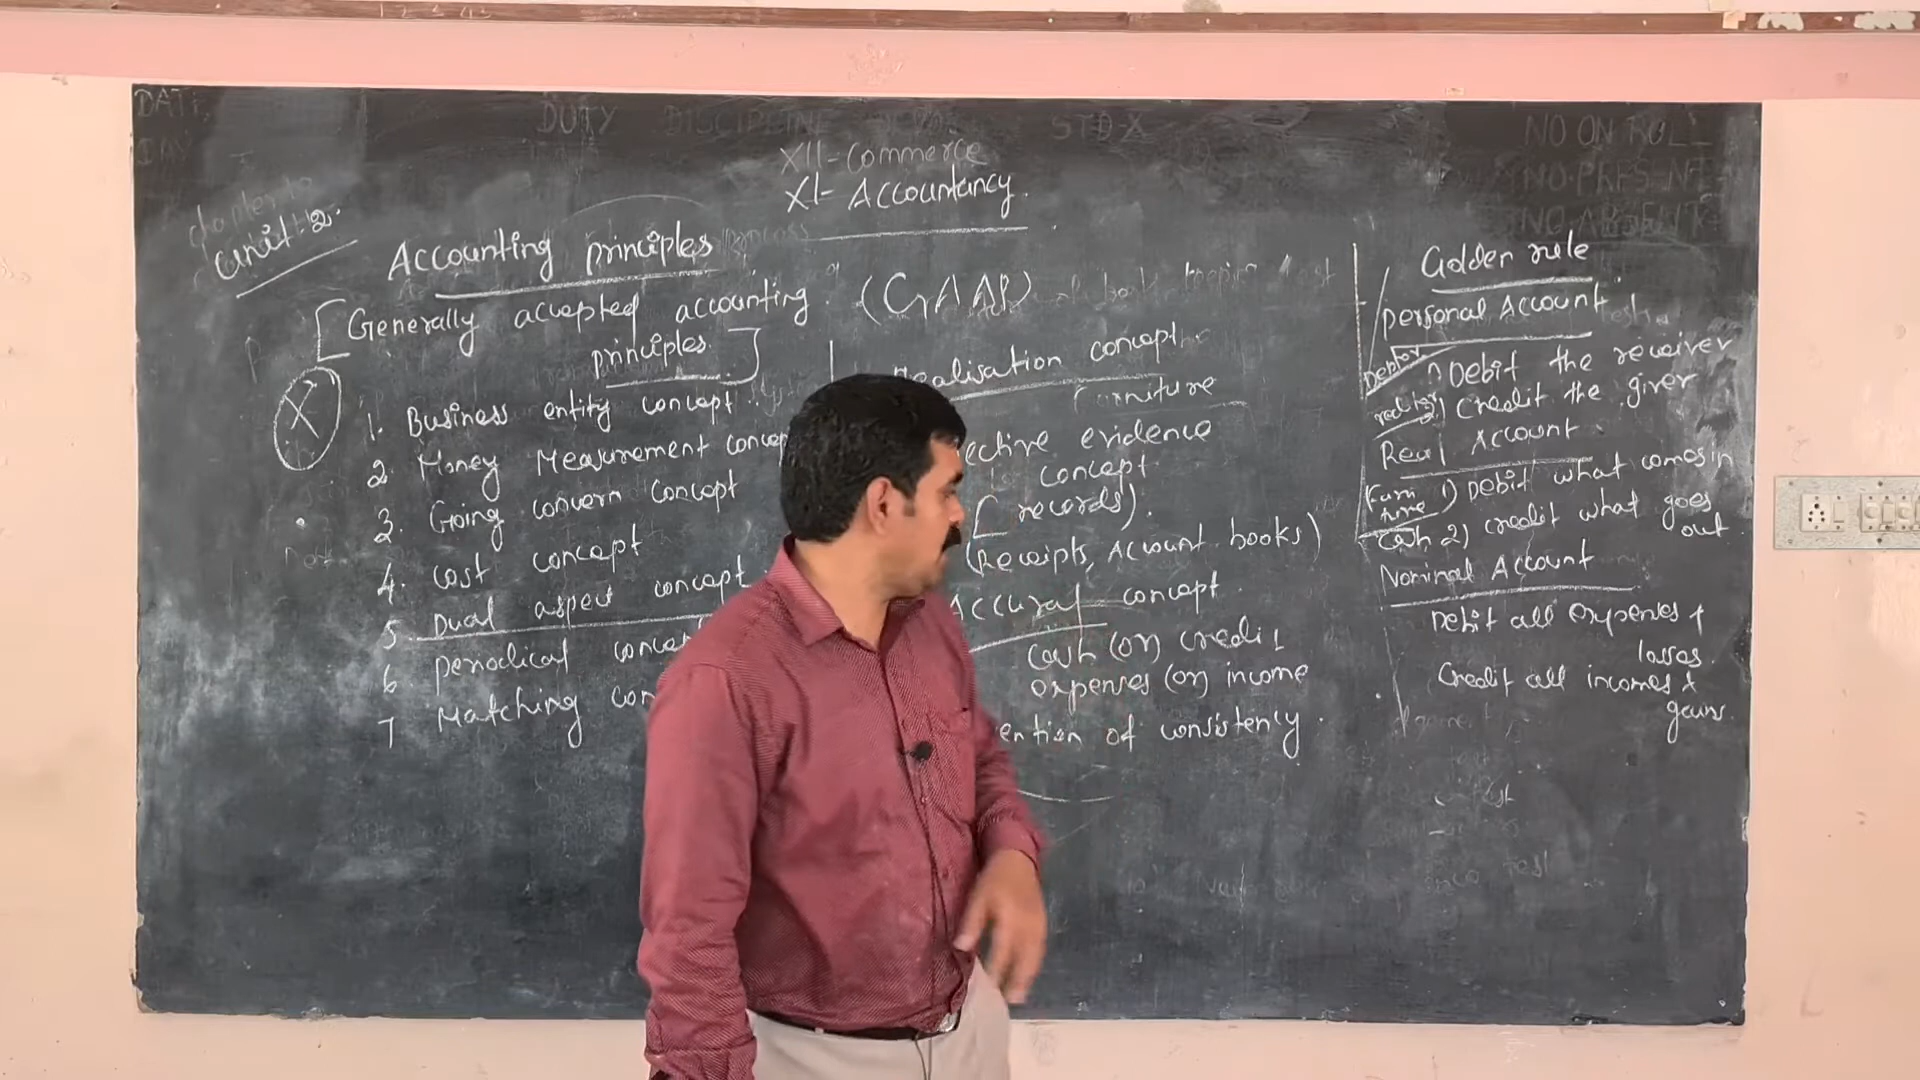 DUTY DISCIPLINE STD-X
NO ON ROLL
NO.PRESENT
NO.ABSENT
XII-Commerce
XI-Accountancy.
Unit:2.
Accounting principles
[Generally accepted accounting. (GAAP)
principles.]
X
1. Business entity concept
2. Money Measurement concep
3. Going concern concept
4. Cost concept
5. Dual aspect concept
6. periodical conce
7 Matching con
Realisation concept
Furniture
ective evidence
concept
[records).
(Receipts, Account books)
Accural concept
Cash (or) credit
expenses (or) income
ention of consistency.
Golden rule
personal Account
Debtor
1) Debit the receiver
2) Credit the giver
Real Account
Furni
ture
1) Debit what comes in
Cash 2) credit what goes
out
Nominal Account
Debit all expenses +
losses.
Credit all incomes +
gains.